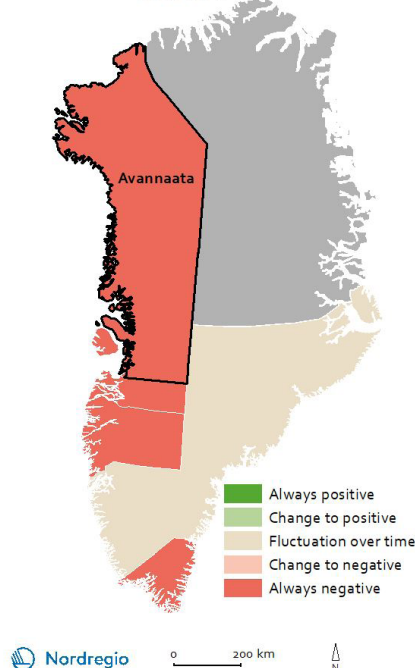 Avannaata
Always positive
Change to positive
Fluctuation over time
Change to negative
Always negative
Nordregio
0 200 km
N